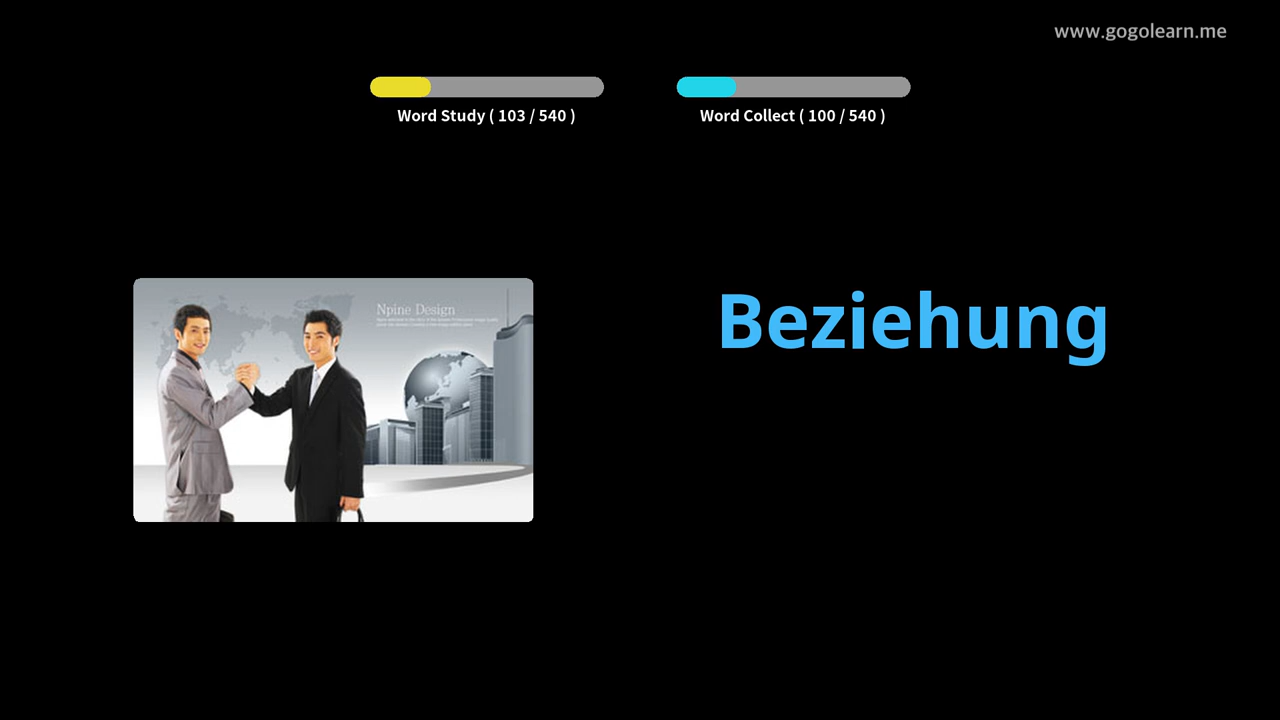 www.gogolearn.me
Word Study ( 103 / 540 )
Word Collect ( 100 / 540 )
Npine Design
Beziehung